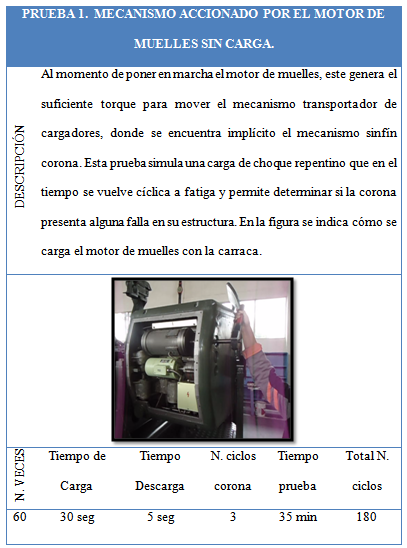 PRUEBA 1. MECANISMO ACCIONADO POR EL MOTOR DE
MUELLES SIN CARGA.
DESCRIPCIÓN
Al momento de poner en marcha el motor de muelles, este genera el
suficiente torque para mover el mecanismo transportador de
cargadores, donde se encuentra implícito el mecanismo sinfín
corona. Esta prueba simula una carga de choque repentino que en el
tiempo se vuelve cíclica a fatiga y permite determinar si la corona
presenta alguna falla en su estructura. En la figura se indica cómo se
carga el motor de muelles con la carraca.
N. VECES
Tiempo de Carga
Tiempo Descarga
N. ciclos corona
Tiempo prueba
Total N. ciclos
60 30 seg 5 seg 3 35 min 180